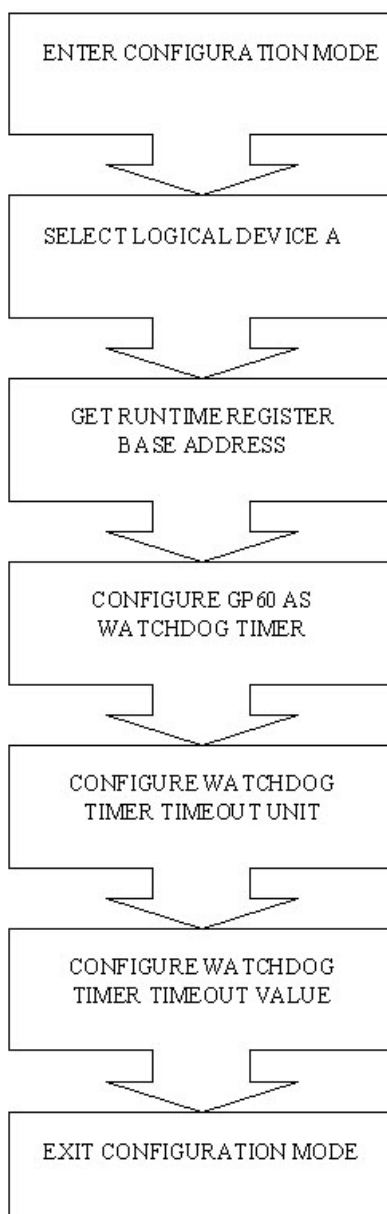 ENTER CONFIGURATION MODE
SELECT LOGICAL DEVICE A
GET RUNTIME REGISTER
BASE ADDRESS
CONFIGURE GP60 AS
WATCHDOG TIMER
CONFIGURE WATCHDOG
TIMER TIMEOUT UNIT
CONFIGURE WATCHDOG
TIMER TIMEOUT VALUE
EXIT CONFIGURATION MODE